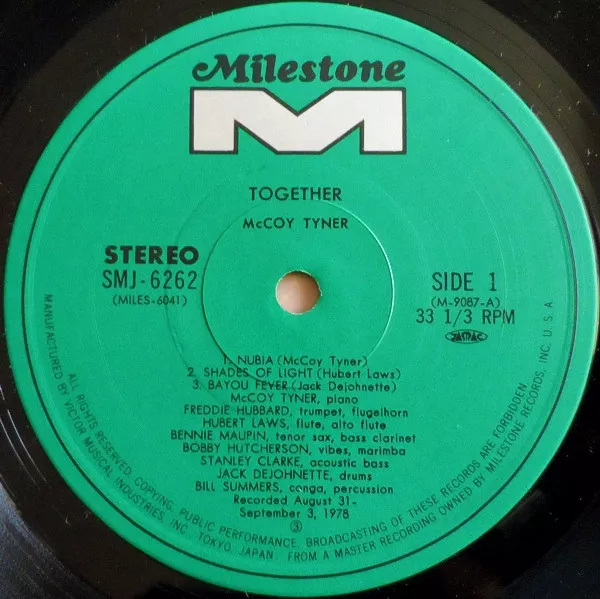 Milestone
M
TOGETHER
McCOY TYNER
STEREO
SMJ-6262
(MILES-6041)
SIDE 1
(M-9087-A)
33 1/3 RPM
JASRAC
1. NUBIA (McCoy Tyner)
2. SHADES OF LIGHT (Hubert Laws)
3. BAYOU FEVER (Jack Dejohnette)
McCOY TYNER, piano
FREDDIE HUBBARD, trumpet, flugelhorn
HUBERT LAWS, flute, alto flute
BENNIE MAUPIN, tenor sax, bass clarinet
BOBBY HUTCHERSON, vibes, marimba
STANLEY CLARKE, acoustic bass
JACK DEJOHNETTE, drums
BILL SUMMERS, conga, percussion
Recorded August 31-
September 3, 1978
③
ALL RIGHTS RESERVED. COPYING, PUBLIC PERFORMANCE, BROADCASTING OF THESE RECORDS ARE FORBIDDEN
MANUFACTURED BY VICTOR MUSICAL INDUSTRIES, INC. TOKYO, JAPAN. FROM A MASTER RECORDING OWNED BY MILESTONE RECORDS, INC. U.S.A.